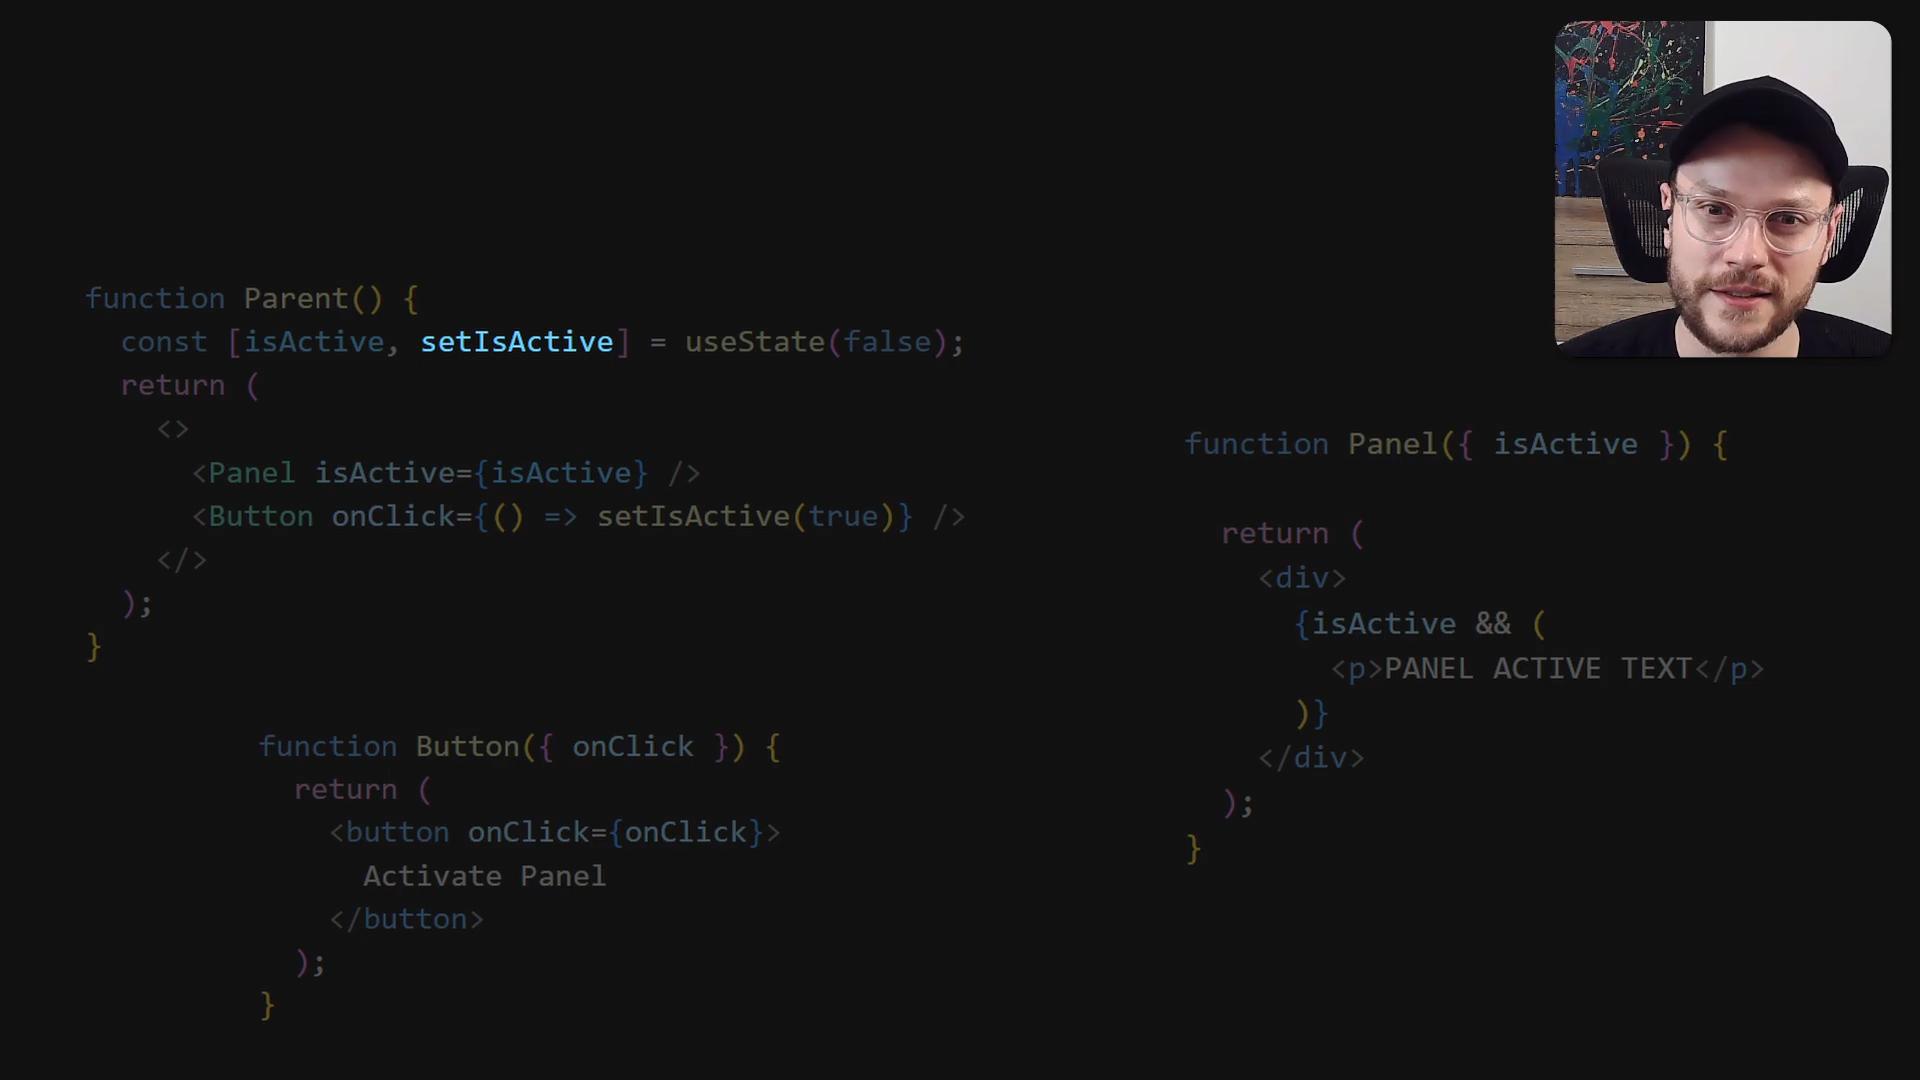 function Parent() {
const [isActive, setIsActive] = useState(false);
return (
<>
<Panel isActive={isActive} />
<Button onClick={() => setIsActive(true)} />
</>
);
}
function Button({ onClick }) {
return (
<button onClick={onClick}>
Activate Panel
</button>
);
}
function Panel({ isActive }) {
return (
<div>
{isActive && (
<p>PANEL ACTIVE TEXT</p>
)}
</div>
);
}